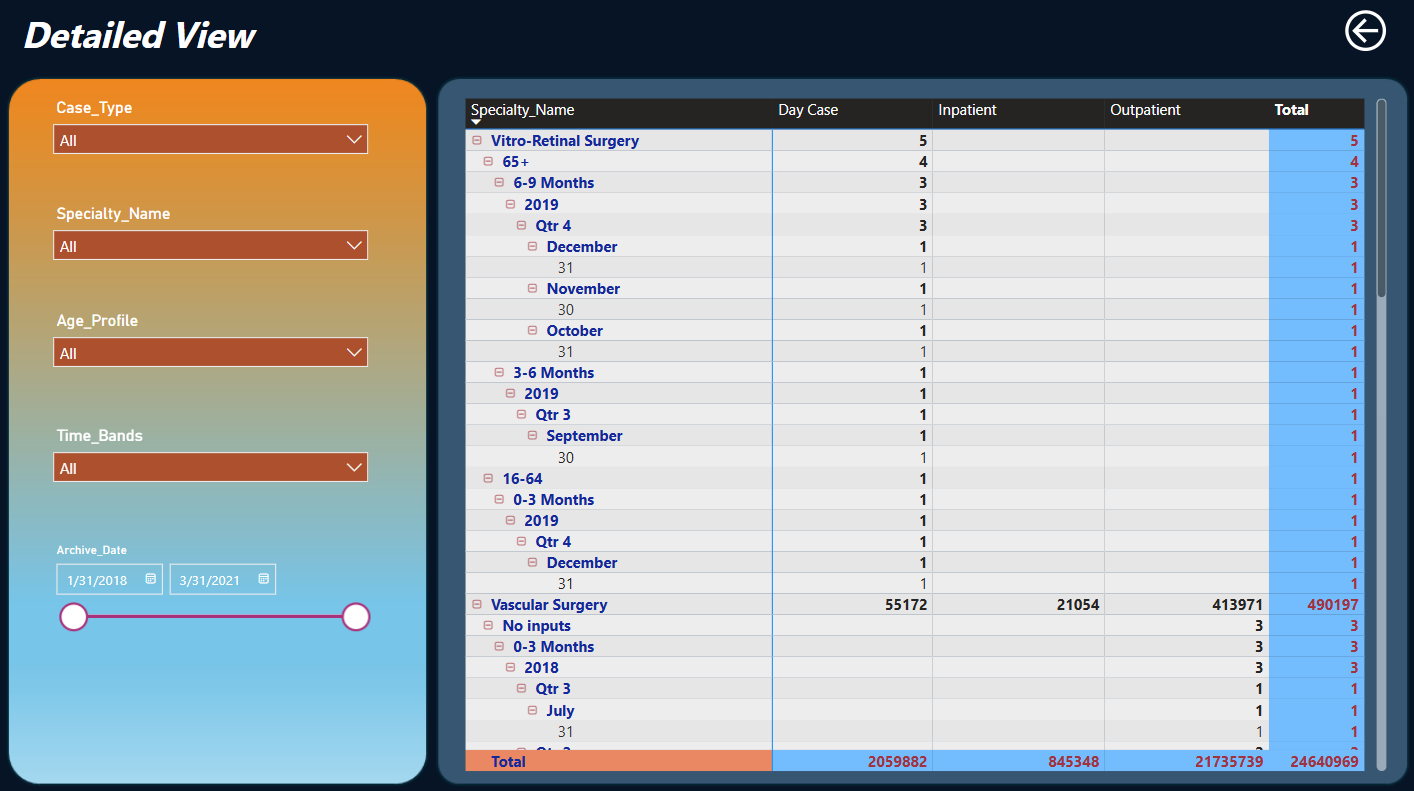 Detailed View
Case_Type
All
Specialty_Name
All
Age_Profile
All
Time_Bands
All
Archive_Date
1/31/2018 3/31/2021
Specialty_Name Day Case Inpatient Outpatient Total
Vitro-Retinal Surgery 5 5
65+ 4 4
6-9 Months 3 3
2019 3 3
Qtr 4 3 3
December 1 1
31 1 1
November 1 1
30 1 1
October 1 1
31 1 1
3-6 Months 1 1
2019 1 1
Qtr 3 1 1
September 1 1
30 1 1
16-64 1 1
0-3 Months 1 1
2019 1 1
Qtr 4 1 1
December 1 1
31 1 1
Vascular Surgery 55172 21054 413971 490197
No inputs 3 3
0-3 Months 3 3
2018 3 3
Qtr 3 1 1
July 1 1
31 1 1
Total 2059882 845348 21735739 24640969